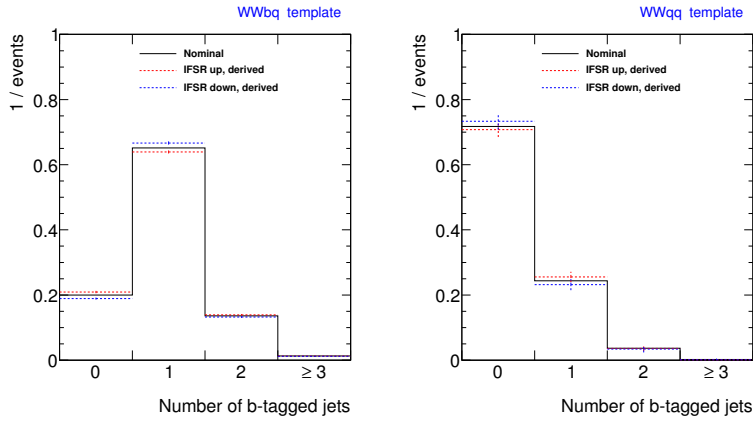 WWbq template
1 / events
1
0.8
0.6
0.4
0.2
0
Nominal
IFSR up, derived
IFSR down, derived
0 1 2 ≥ 3
Number of b-tagged jets
WWqq template
1 / events
1
0.8
0.6
0.4
0.2
0
Nominal
IFSR up, derived
IFSR down, derived
0 1 2 ≥ 3
Number of b-tagged jets